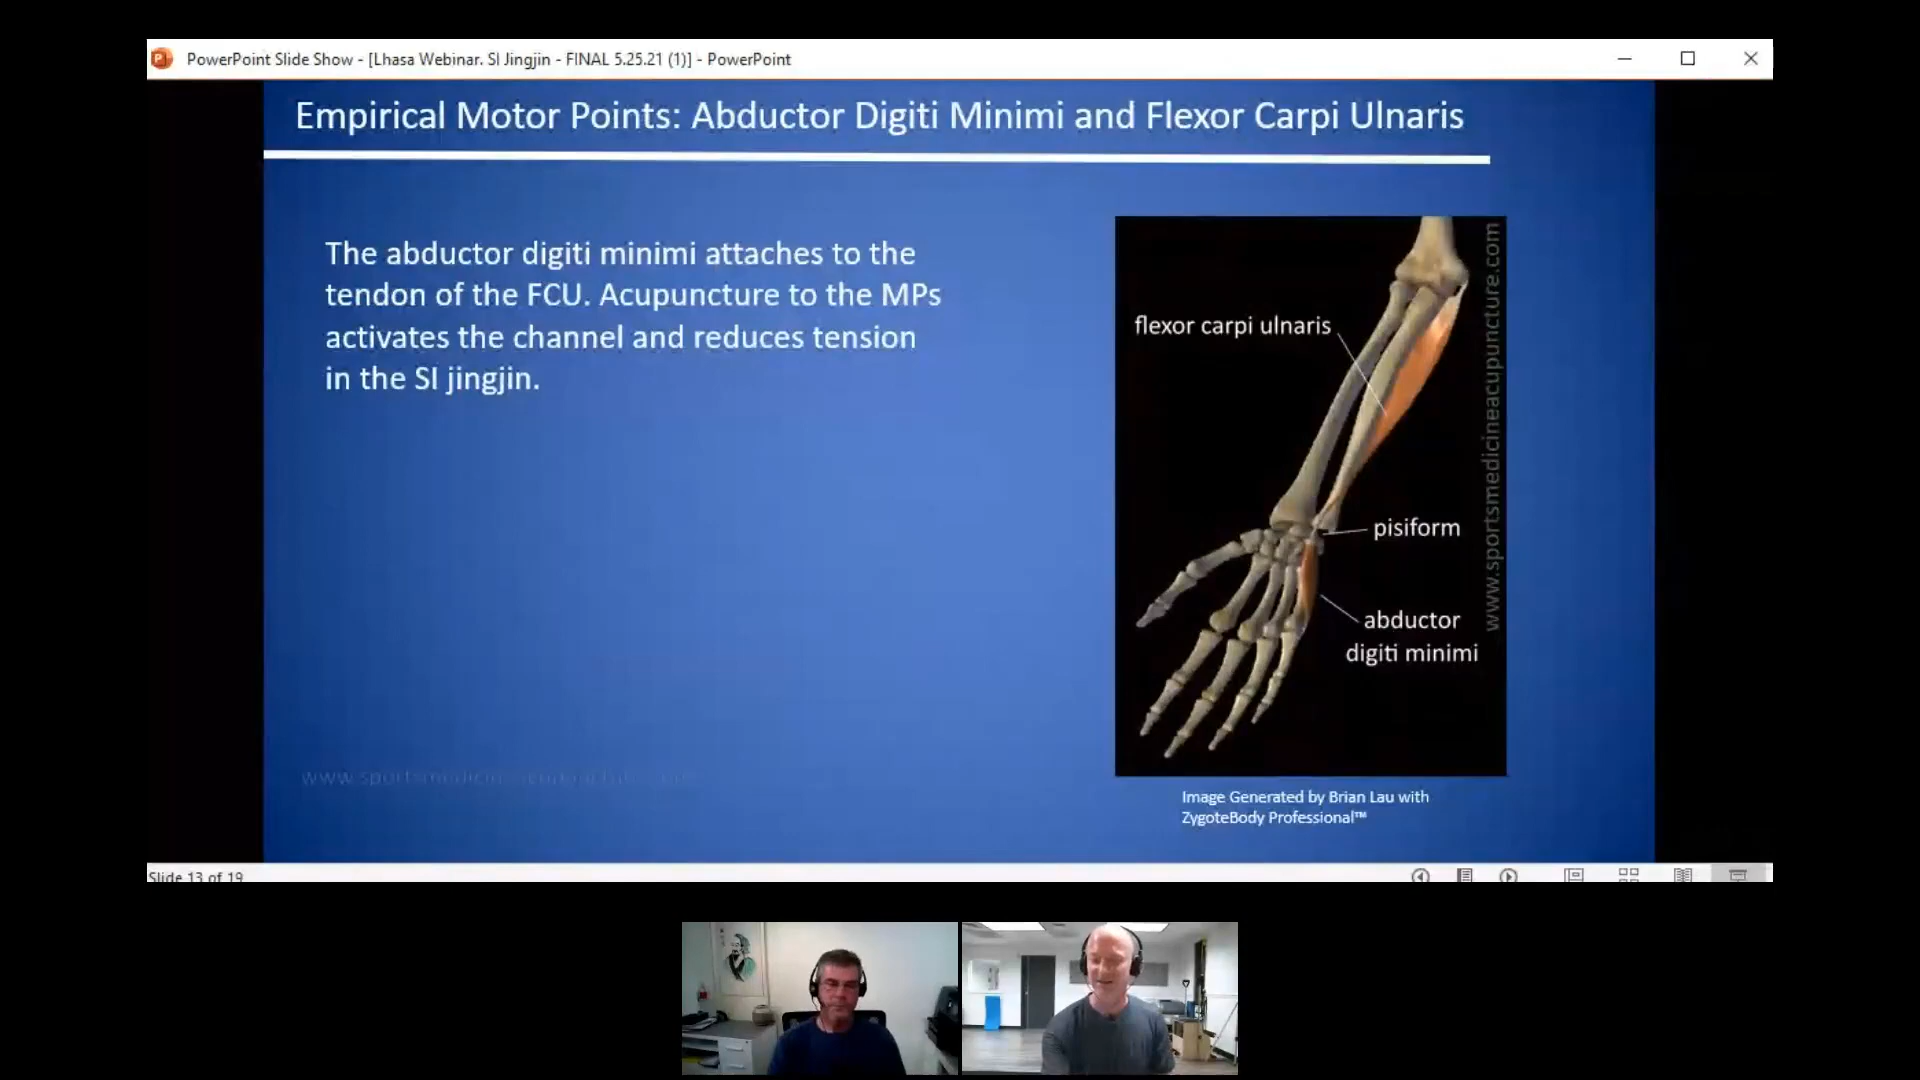 PowerPoint Slide Show - [Lhasa Webinar. SI Jingjin - FINAL 5.25.21 (1)] - PowerPoint
Empirical Motor Points: Abductor Digiti Minimi and Flexor Carpi Ulnaris
The abductor digiti minimi attaches to the
tendon of the FCU. Acupuncture to the MPs
activates the channel and reduces tension
in the SI jingjin.
flexor carpi ulnaris
pisiform
abductor
digiti minimi
www.sportsmedicineacupuncture.com
Image Generated by Brian Lau with
ZygoteBody Professional™
Slide 13 of 19